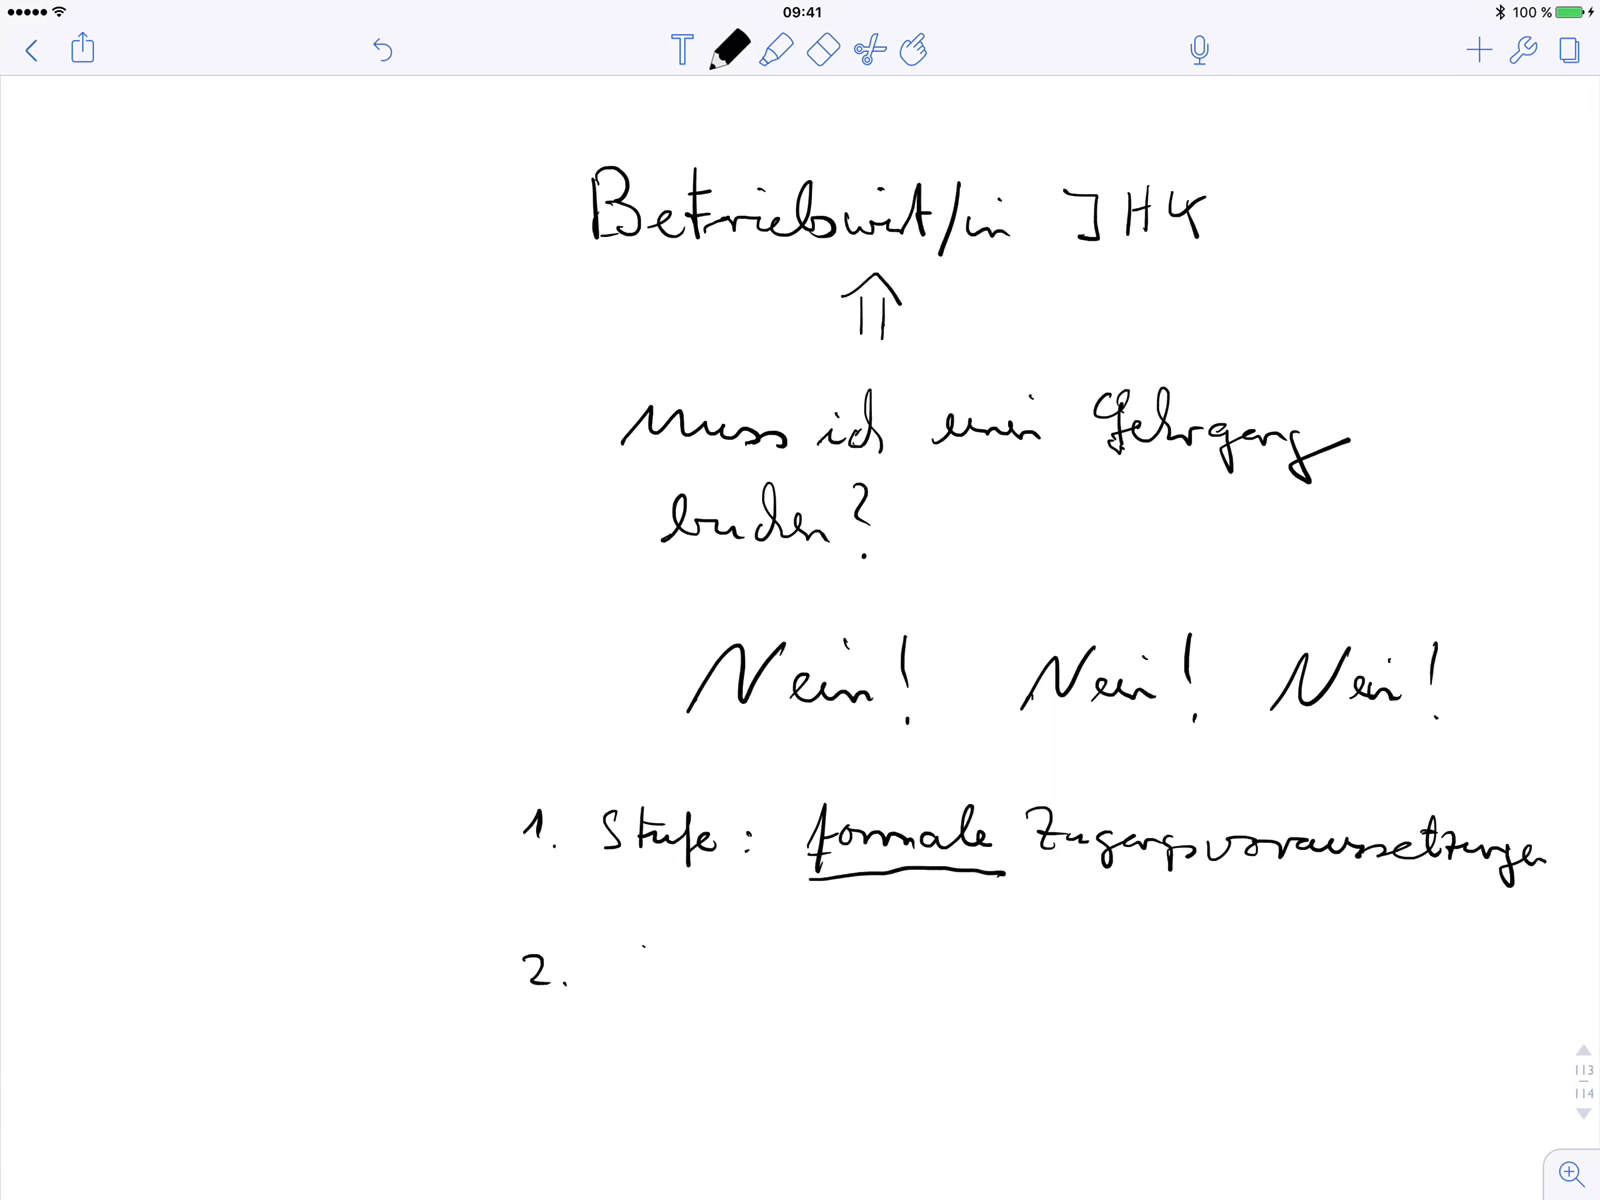 09:41
100 %
T
Betriebswirt/in IHK
Muss ich einen Lehrgang
buchen?
Nein! Nein! Nein!
1. Stufe: formale Zugangsvoraussetzungen
2.
113
114